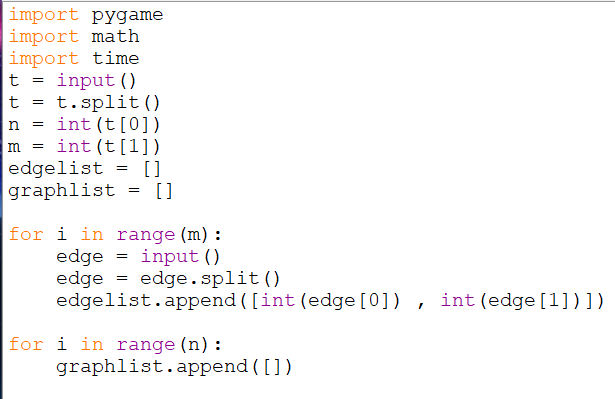 import pygame
import math
import time
t = input()
t = t.split()
n = int(t[0])
m = int(t[1])
edgelist = []
graphlist = []
for i in range(m):
    edge = input()
    edge = edge.split()
    edgelist.append([int(edge[0]) , int(edge[1])])
for i in range(n):
    graphlist.append([])